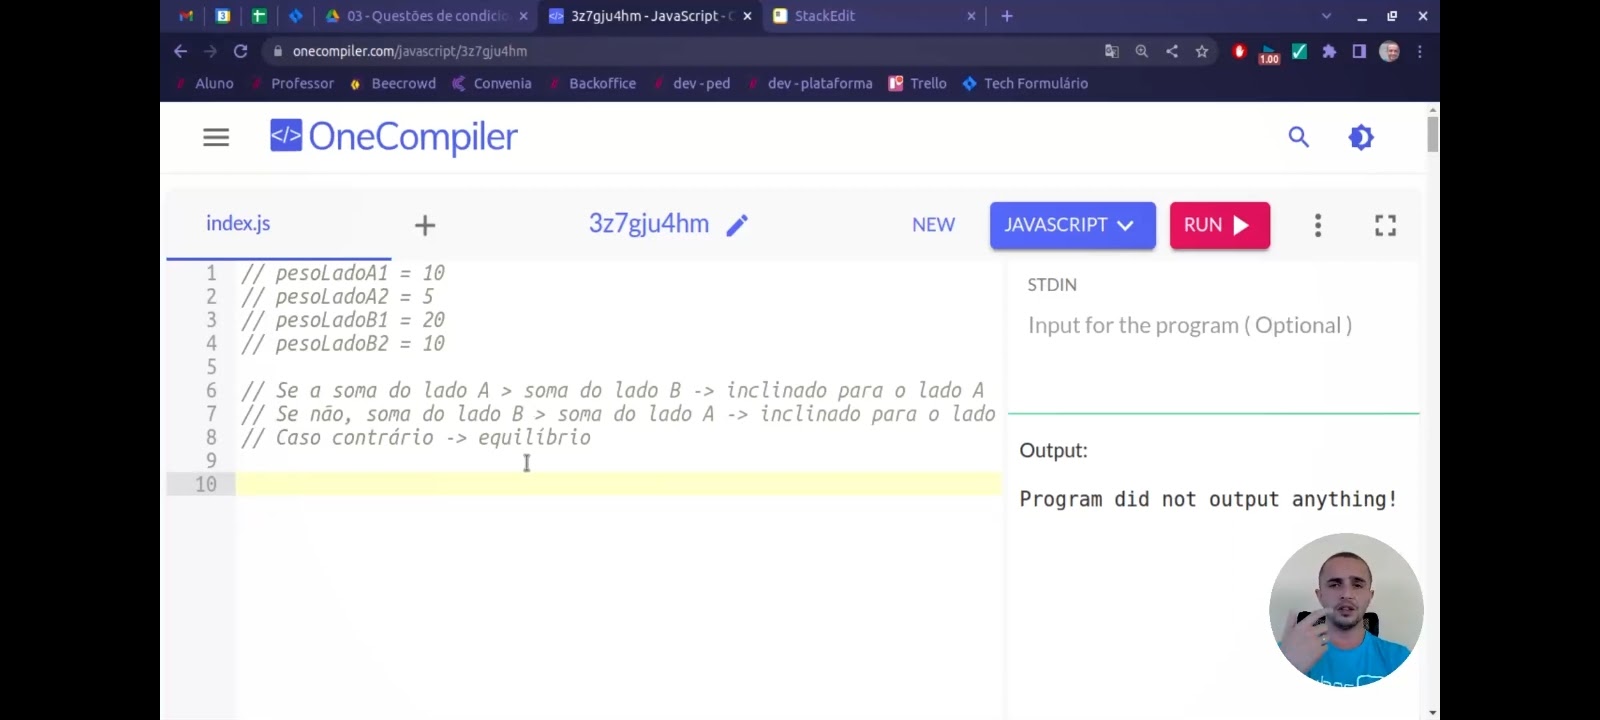 03 - Questões de condicio
3z7gju4hm - JavaScript -
StackEdit
onecompiler.com/javascript/3z7gju4hm
1.00
Aluno Professor Beecrowd Convenia Backoffice dev - ped dev - plataforma Trello Tech Formulário
</> OneCompiler
index.js
3z7gju4hm
NEW
JAVASCRIPT
RUN
1 // pesoLadoA1 = 10
2 // pesoLadoA2 = 5
3 // pesoLadoB1 = 20
4 // pesoLadoB2 = 10
5
6 // Se a soma do lado A > soma do lado B -> inclinado para o lado A
7 // Se não, soma do lado B > soma do lado A -> inclinado para o lado
8 // Caso contrário -> equilíbrio
9
10
STDIN
Input for the program ( Optional )
Output:
Program did not output anything!